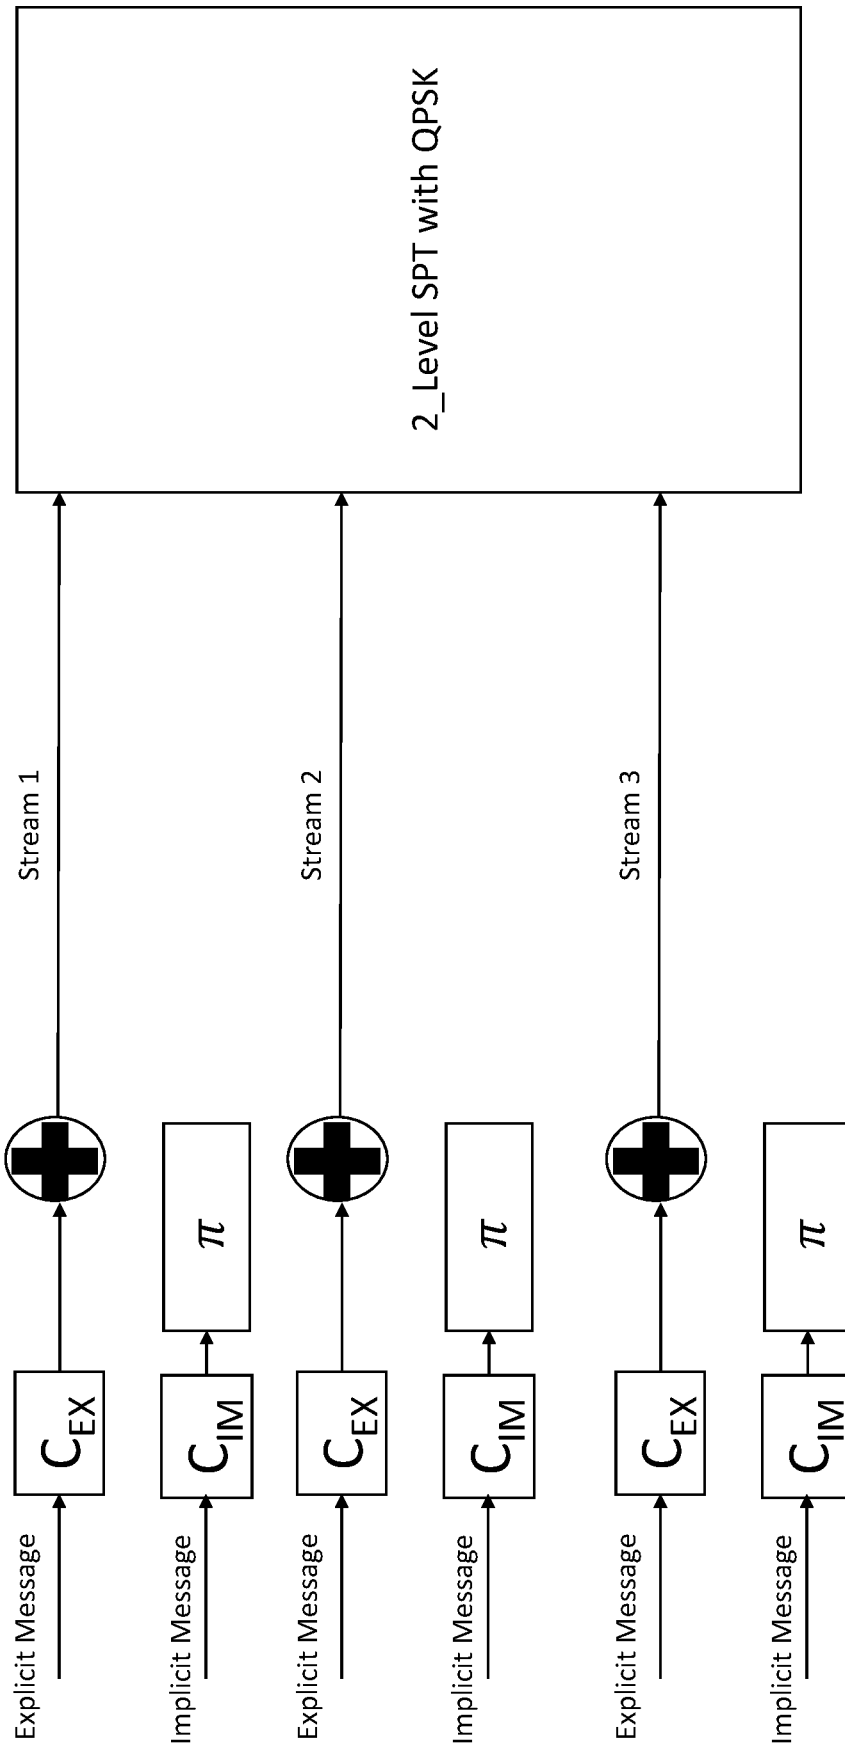 Explicit Message
C_EX
Stream 1
Implicit Message
C_IM
π
Explicit Message
C_EX
Stream 2
Implicit Message
C_IM
π
Explicit Message
C_EX
Stream 3
Implicit Message
C_IM
π
2_Level SPT with QPSK